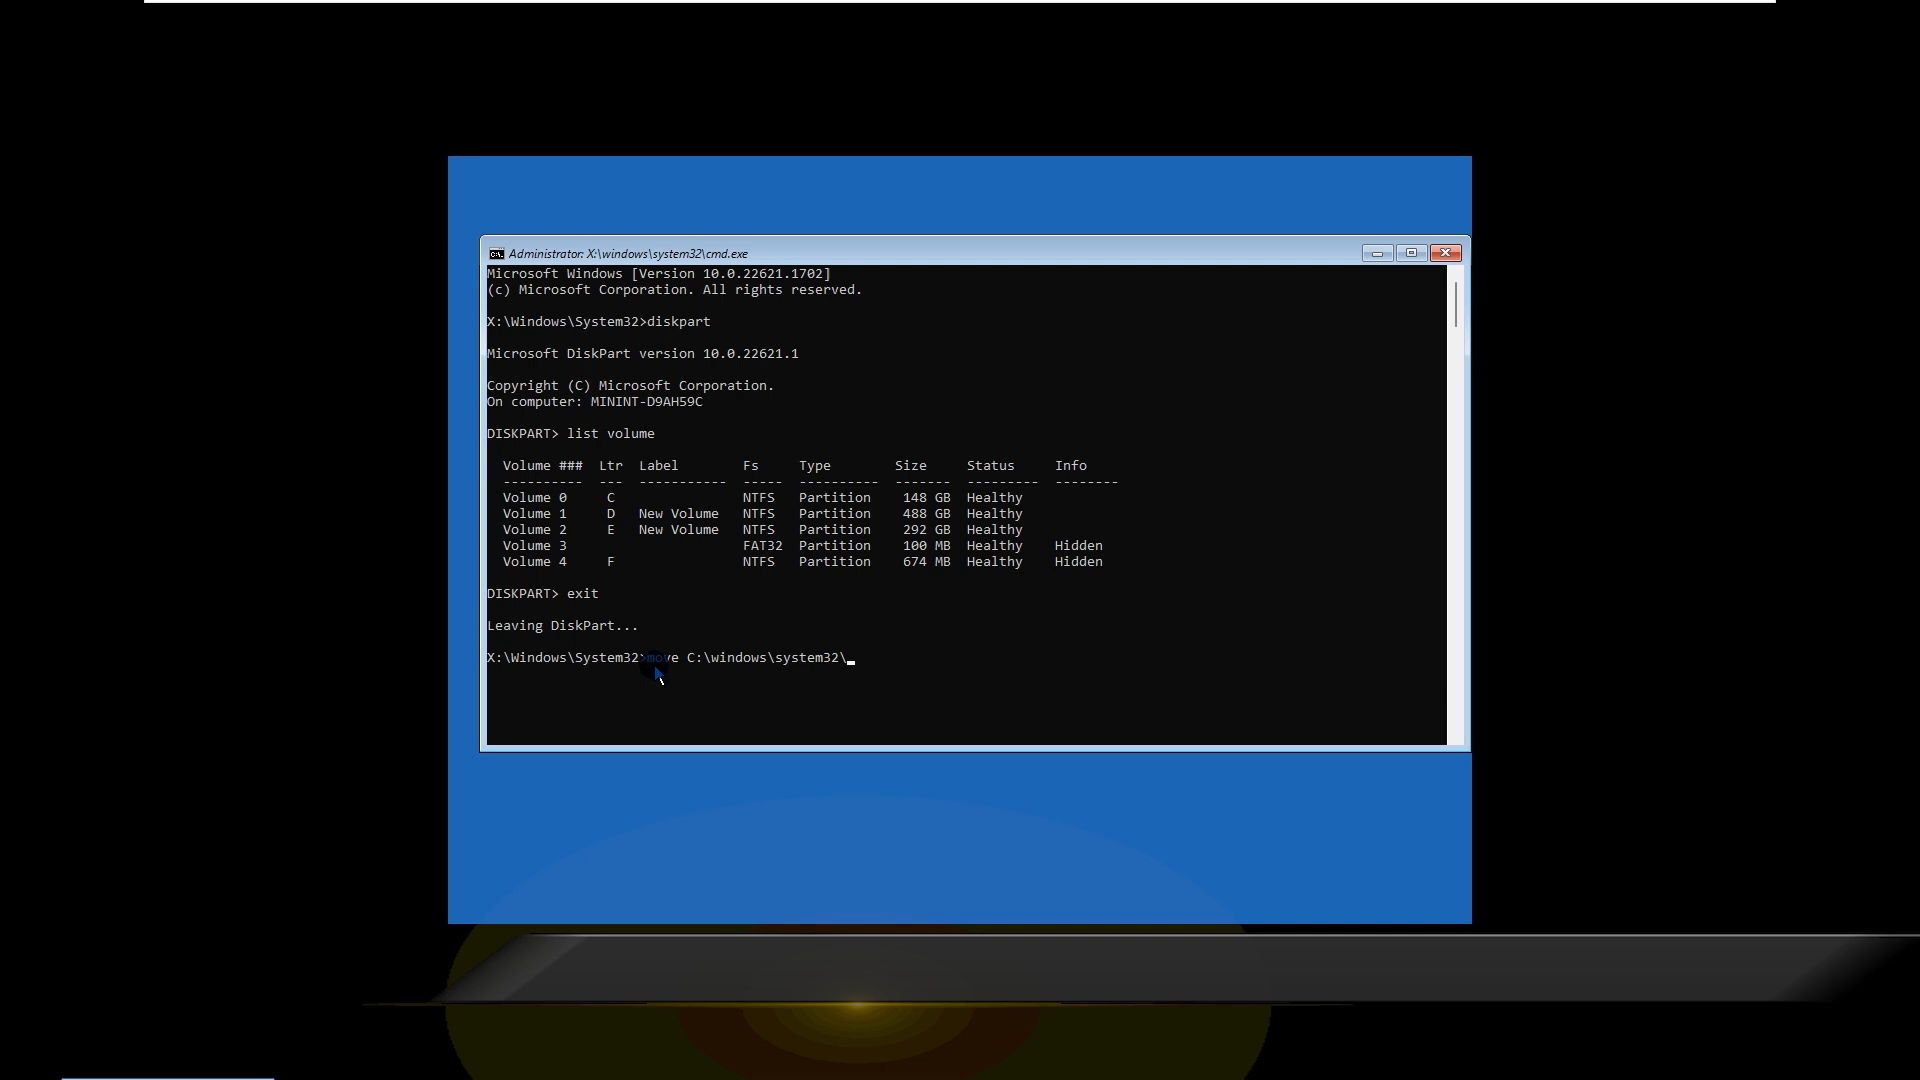 Administrator: X:\windows\system32\cmd.exe
Microsoft Windows [Version 10.0.22621.1702]
(c) Microsoft Corporation. All rights reserved.
X:\Windows\System32>diskpart
Microsoft DiskPart version 10.0.22621.1
Copyright (C) Microsoft Corporation.
On computer: MININT-D9AH59C
DISKPART> list volume
  Volume ###  Ltr  Label        Fs     Type        Size     Status     Info
  ----------  ---  -----------  -----  ----------  -------  ---------  --------
  Volume 0     C                NTFS   Partition    148 GB  Healthy
  Volume 1     D   New Volume   NTFS   Partition    488 GB  Healthy
  Volume 2     E   New Volume   NTFS   Partition    292 GB  Healthy
  Volume 3                      FAT32  Partition    100 MB  Healthy    Hidden
  Volume 4     F                NTFS   Partition    674 MB  Healthy    Hidden
DISKPART> exit
Leaving DiskPart...
X:\Windows\System32>move C:\windows\system32\_